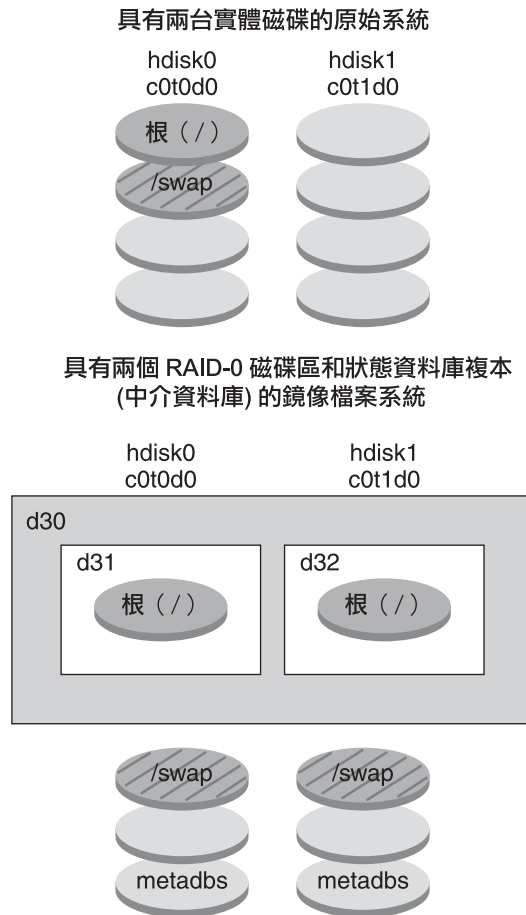 具有兩台實體磁碟的原始系統
hdisk0
c0t0d0
hdisk1
c0t1d0
根（/）
/swap
具有兩個 RAID-0 磁碟區和狀態資料庫複本
(中介資料庫) 的鏡像檔案系統
hdisk0
c0t0d0
hdisk1
c0t1d0
d30
d31
根（/）
d32
根（/）
/swap
/swap
metadbs
metadbs